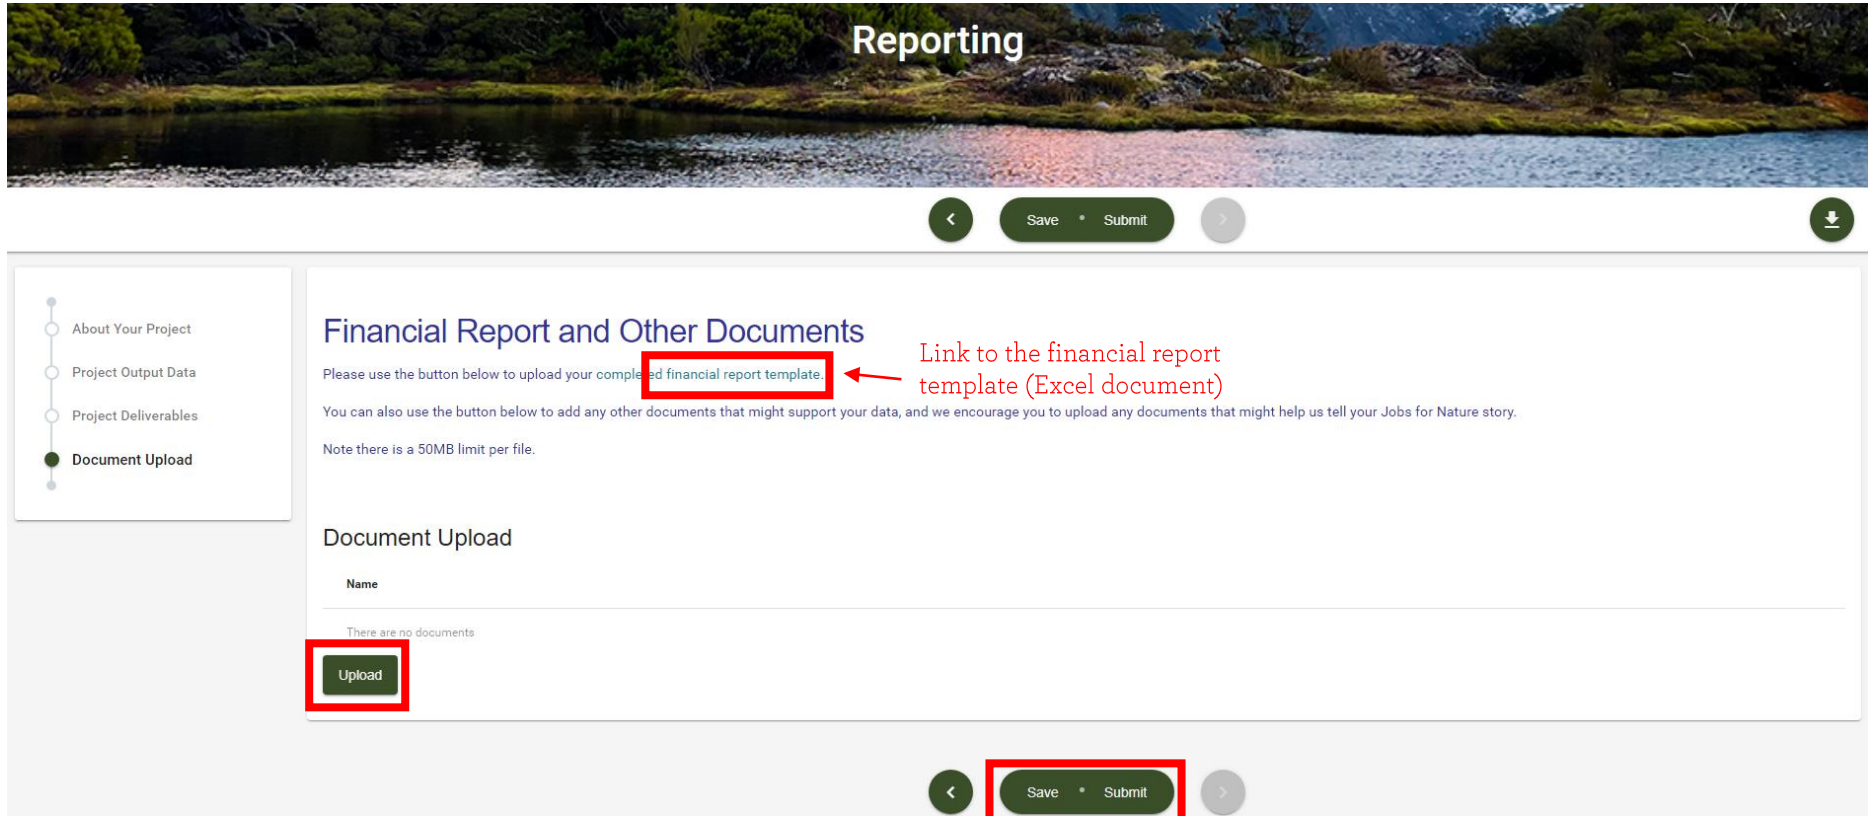 Reporting
Save • Submit
About Your Project
Project Output Data
Project Deliverables
Document Upload
Financial Report and Other Documents
Please use the button below to upload your completed financial report template.
Link to the financial report
template (Excel document)
You can also use the button below to add any other documents that might support your data, and we encourage you to upload any documents that might help us tell your Jobs for Nature story.
Note there is a 50MB limit per file.
Document Upload
Name
There are no documents
Upload
Save • Submit